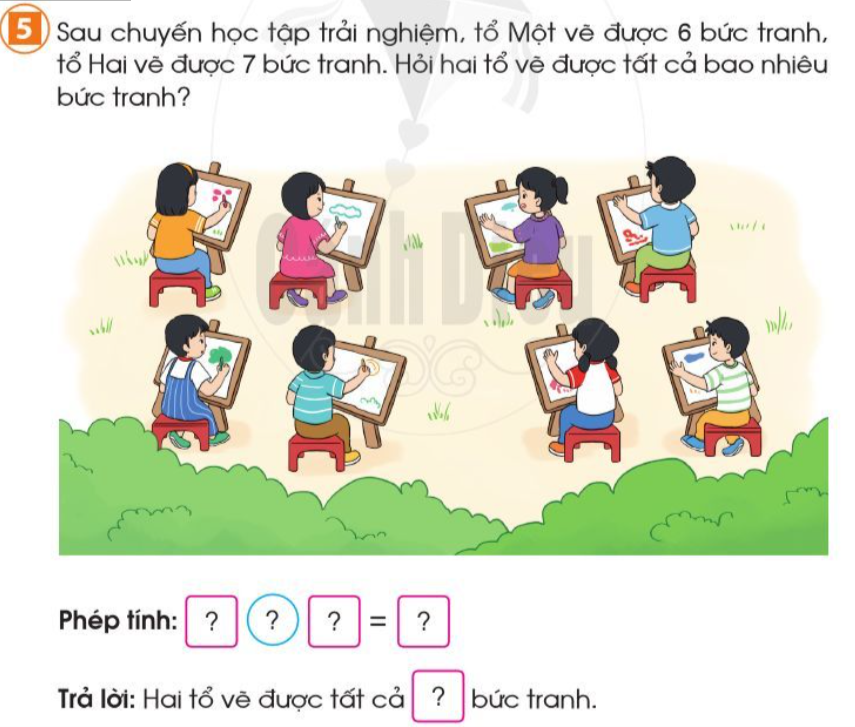 5 Sau chuyến học tập trải nghiệm, tổ Một vẽ được 6 bức tranh,
tổ Hai vẽ được 7 bức tranh. Hỏi hai tổ vẽ được tất cả bao nhiêu
bức tranh?
Cánh Diều
Phép tính: ? ? ? = ?
Trả lời: Hai tổ vẽ được tất cả ? bức tranh.